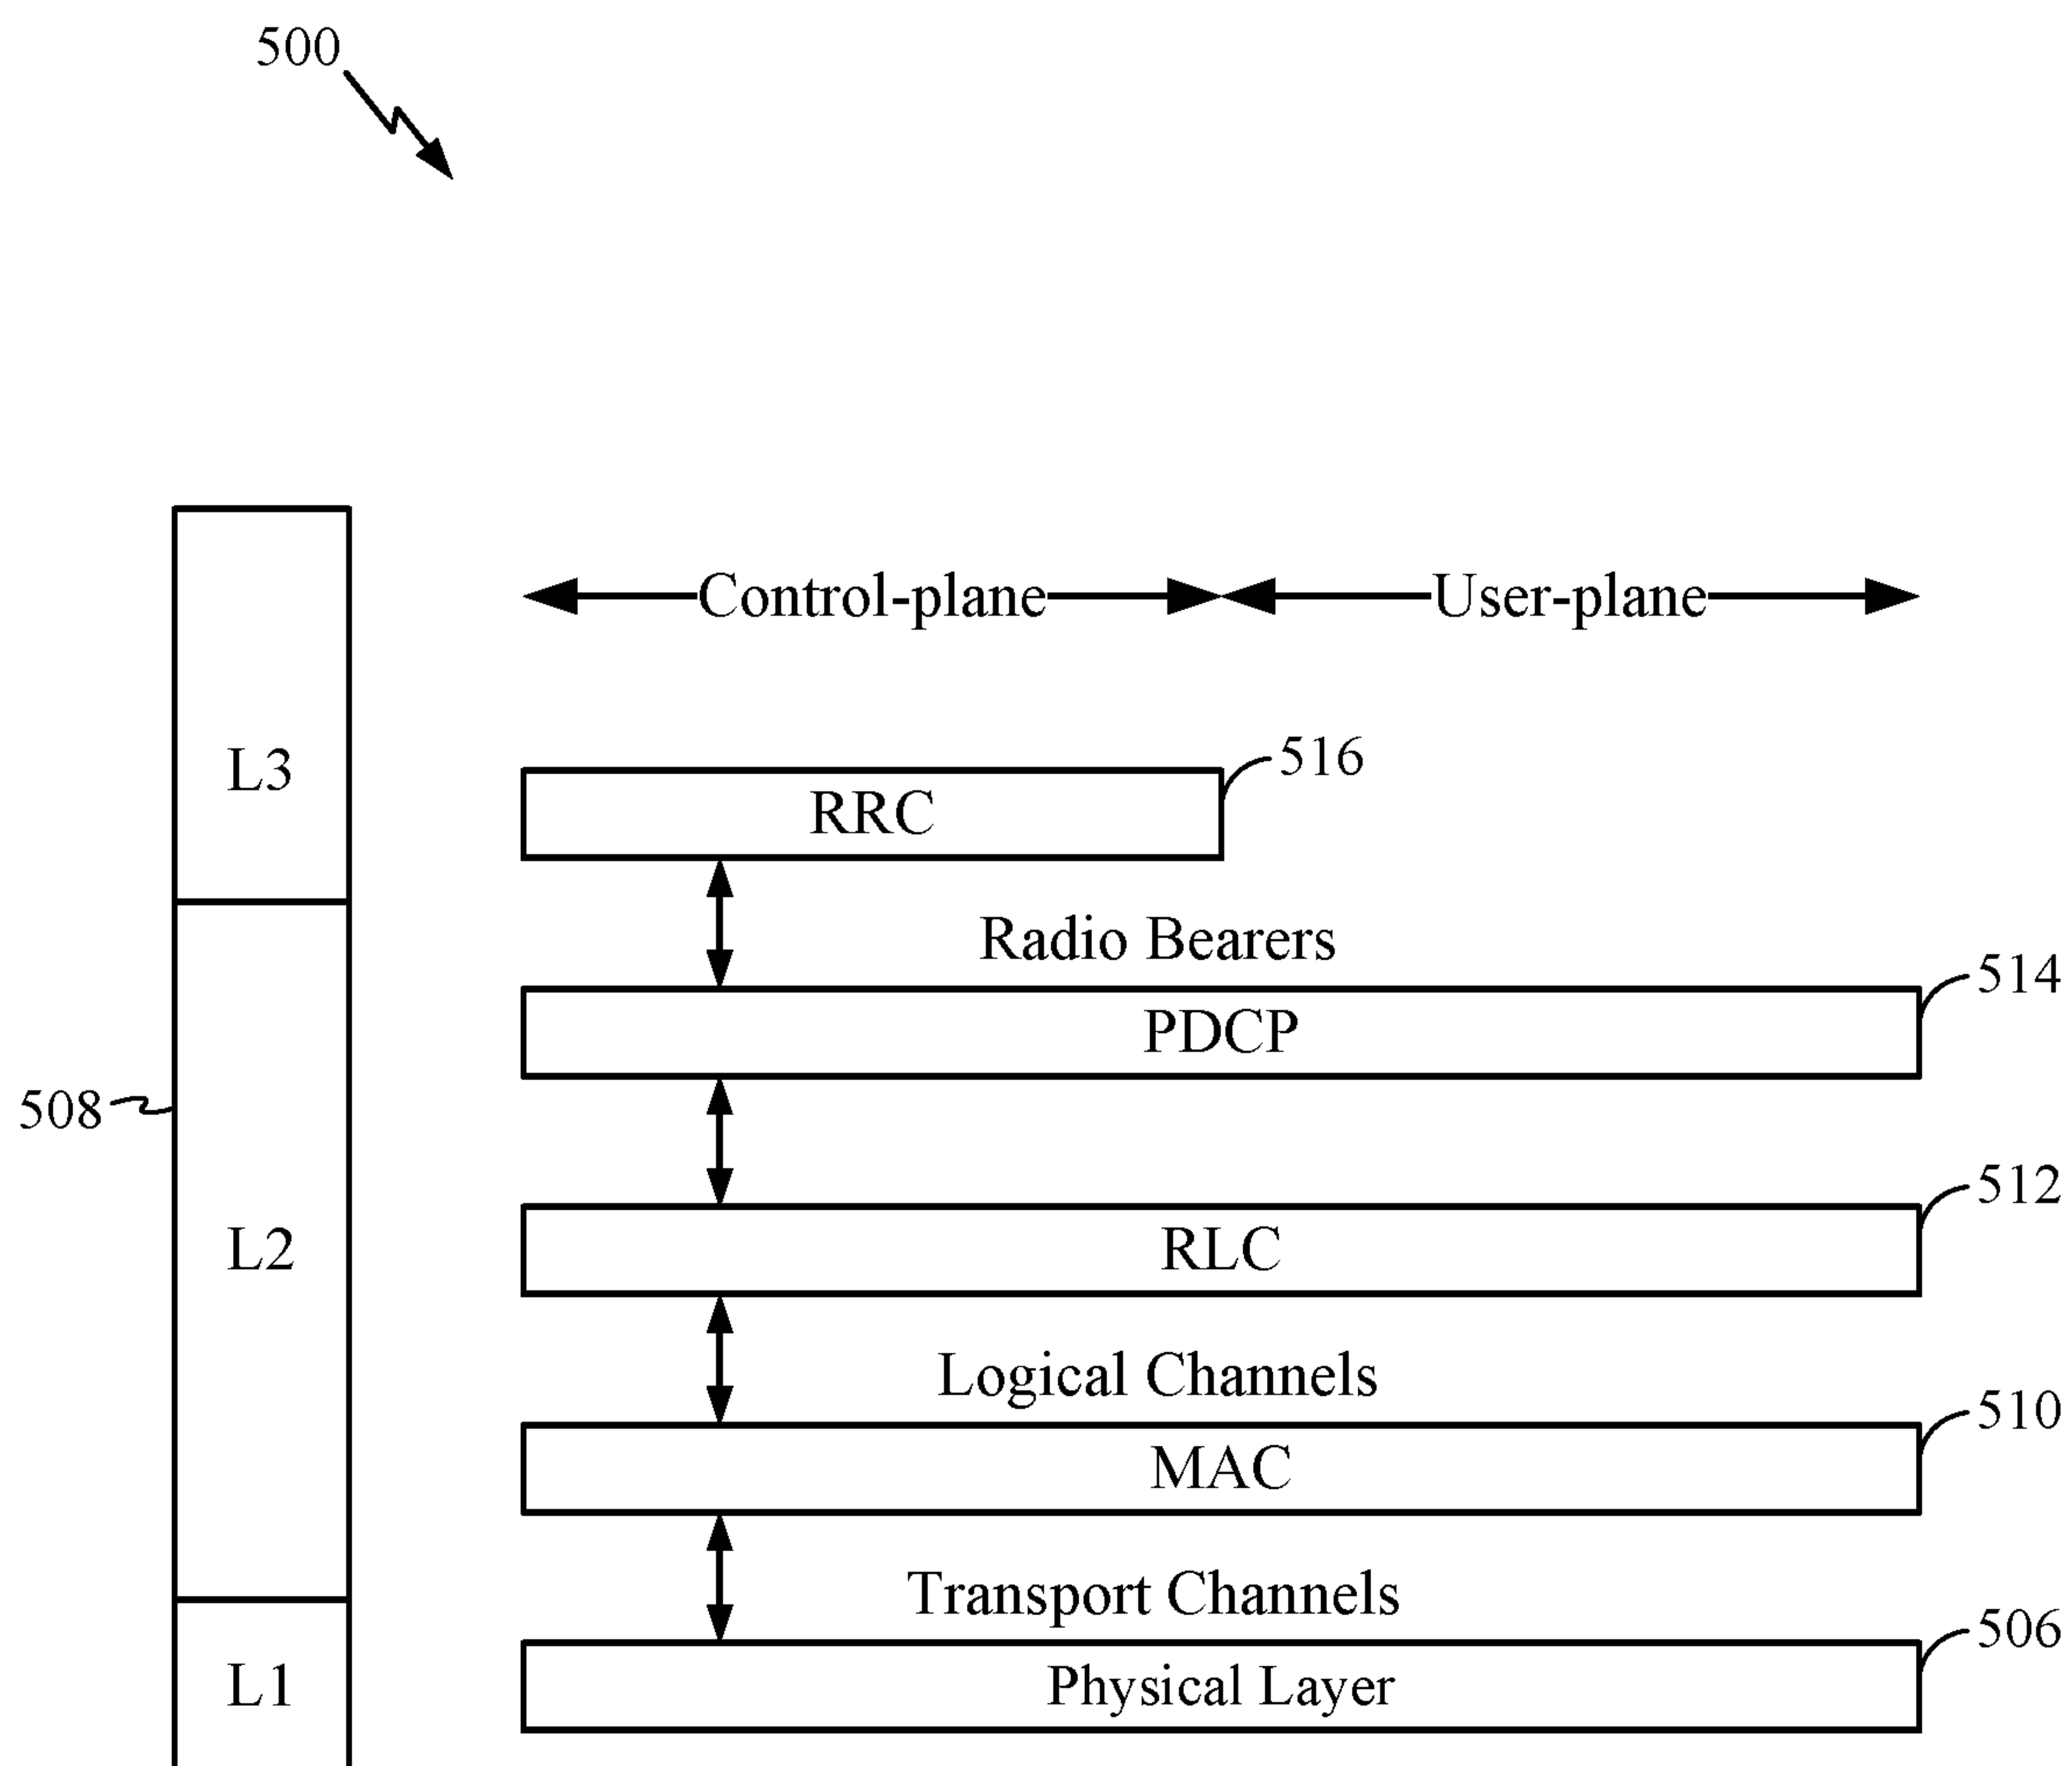 500
Control-plane User-plane
L3
516
RRC
Radio Bearers
514
PDCP
508
512
L2
RLC
Logical Channels
510
MAC
Transport Channels
506
L1
Physical Layer